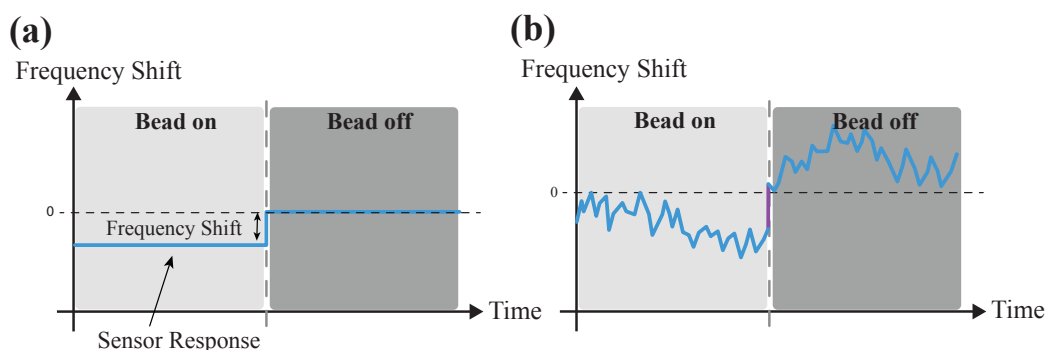 (a)
Frequency Shift
Bead on
Bead off
0
Frequency Shift
Time
Sensor Response
(b)
Frequency Shift
Bead on
Bead off
0
Time